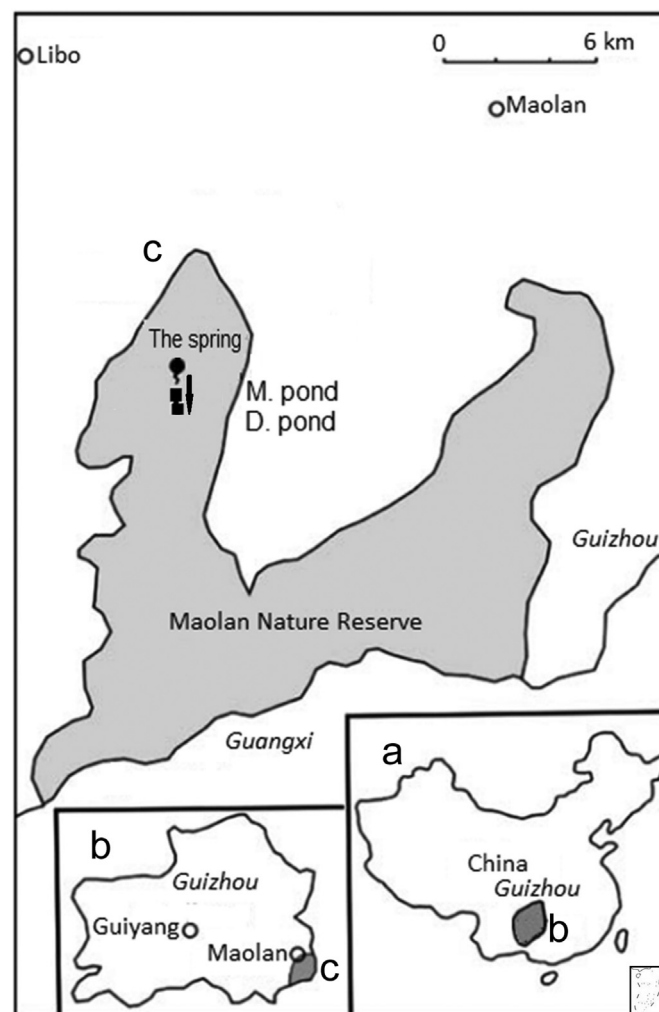 Libo
0 6 km
Maolan
c
The spring
M. pond
D. pond
Guizhou
Maolan Nature Reserve
Guangxi
a
China
Guizhou
b
b
Guizhou
Guiyang
Maolan
c